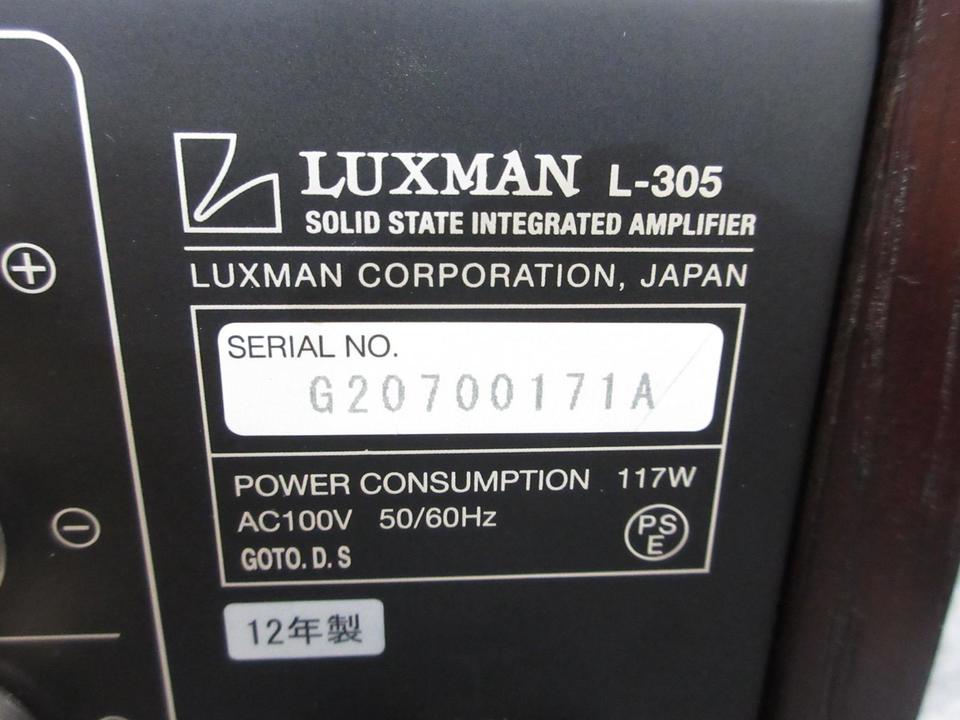 LUXMAN L-305
SOLID STATE INTEGRATED AMPLIFIER
LUXMAN CORPORATION, JAPAN
SERIAL NO.
G20700171A
POWER CONSUMPTION 117W
AC100V 50/60Hz
PSE
GOTO. D. S
12年製